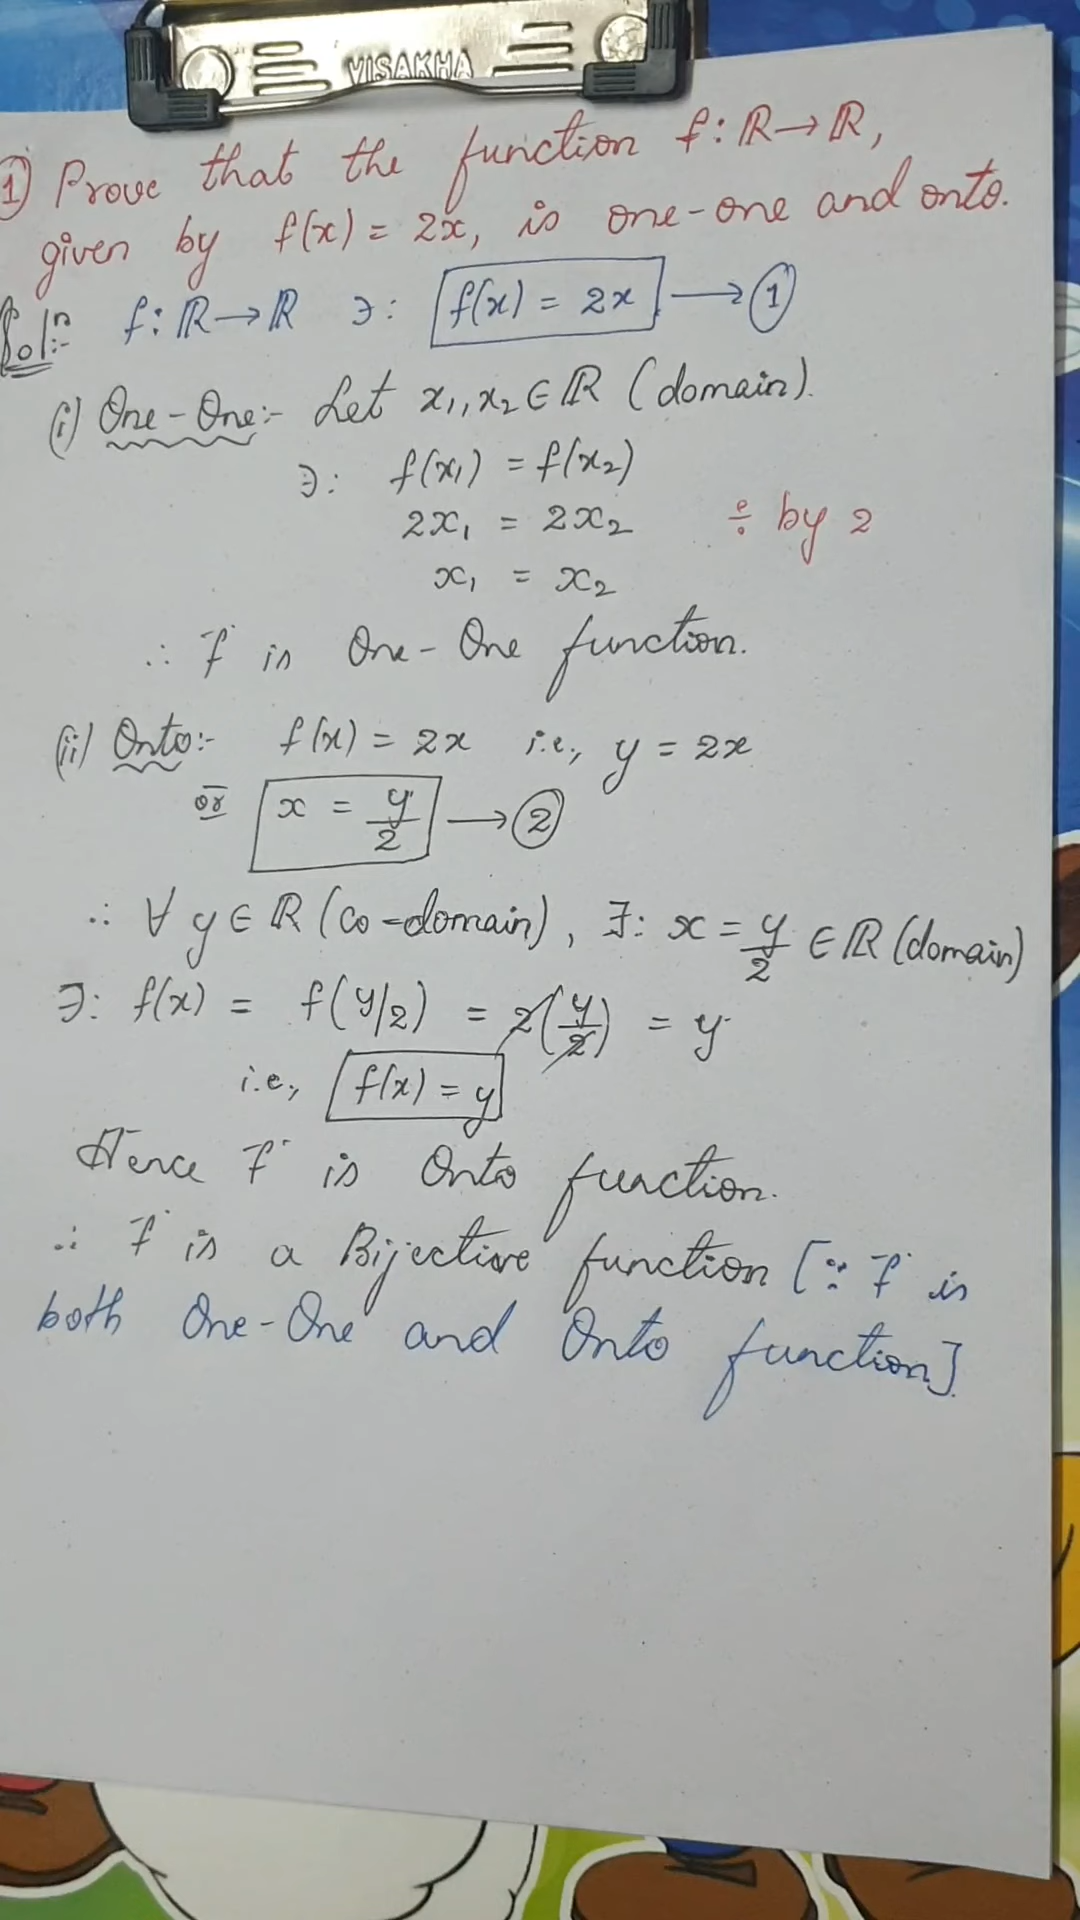 VISAKHA
① Prove that the function f: ℝ→ℝ,
given by f(x) = 2x, is one-one and onto.
Solⁿ:- f: ℝ→ℝ ∋: f(x) = 2x → ①
(i) One-One:- Let x₁, x₂ ∈ ℝ (domain).
∋: f(x₁) = f(x₂)
2x₁ = 2x₂ ÷ by 2
x₁ = x₂
∴ 'f' is One-One function.
(ii) Onto:- f(x) = 2x i.e., y = 2x
or x = y/2 → ②
∴ ∀ y ∈ ℝ (co-domain), ∃: x = y/2 ∈ ℝ (domain)
∋: f(x) = f(y/2) = 2(y/2) = y
i.e., f(x) = y
Hence 'f' is Onto function.
∴ 'f' is a Bijective function [∵ 'f' is
both One-One and Onto function].